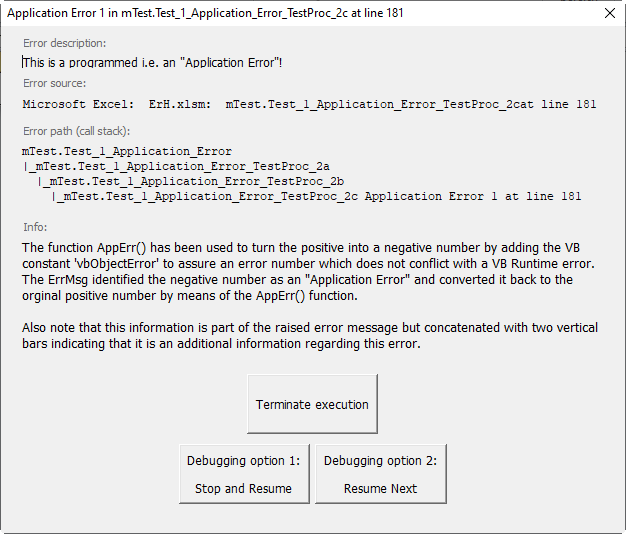 Application Error 1 in mTest.Test_1_Application_Error_TestProc_2c at line 181
Error description:
This is a programmed i.e. an "Application Error"!
Error source:
Microsoft Excel:  ErH.xlsm:  mTest.Test_1_Application_Error_TestProc_2cat line 181
Error path (call stack):
mTest.Test_1_Application_Error
|_mTest.Test_1_Application_Error_TestProc_2a
|_mTest.Test_1_Application_Error_TestProc_2b
|_mTest.Test_1_Application_Error_TestProc_2c Application Error 1 at line 181
Info:
The function AppErr() has been used to turn the positive into a negative number by adding the VB
constant 'vbObjectError' to assure an error number which does not conflict with a VB Runtime error.
The ErrMsg identified the negative number as an "Application Error" and converted it back to the
orginal positive number by means of the AppErr() function.
Also note that this information is part of the raised error message but concatenated with two vertical
bars indicating that it is an additional information regarding this error.
Terminate execution
Debugging option 1:
Stop and Resume
Debugging option 2:
Resume Next